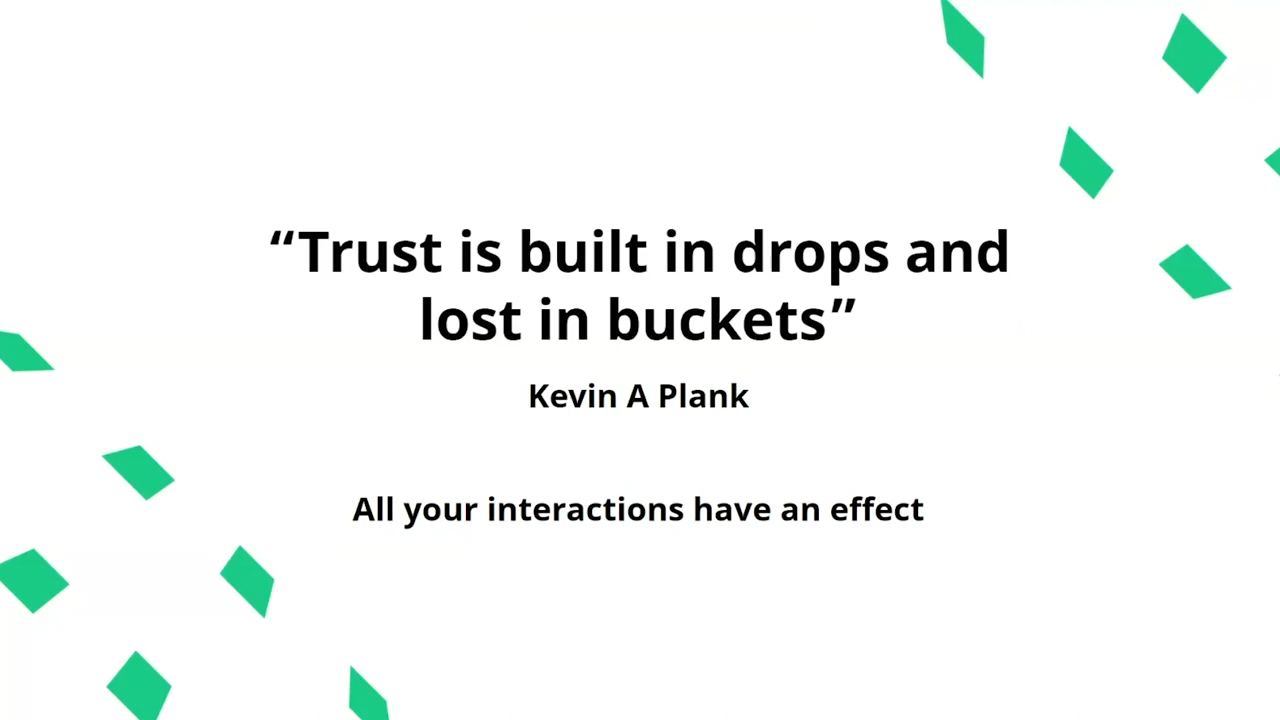 “Trust is built in drops and
lost in buckets”
Kevin A Plank
All your interactions have an effect